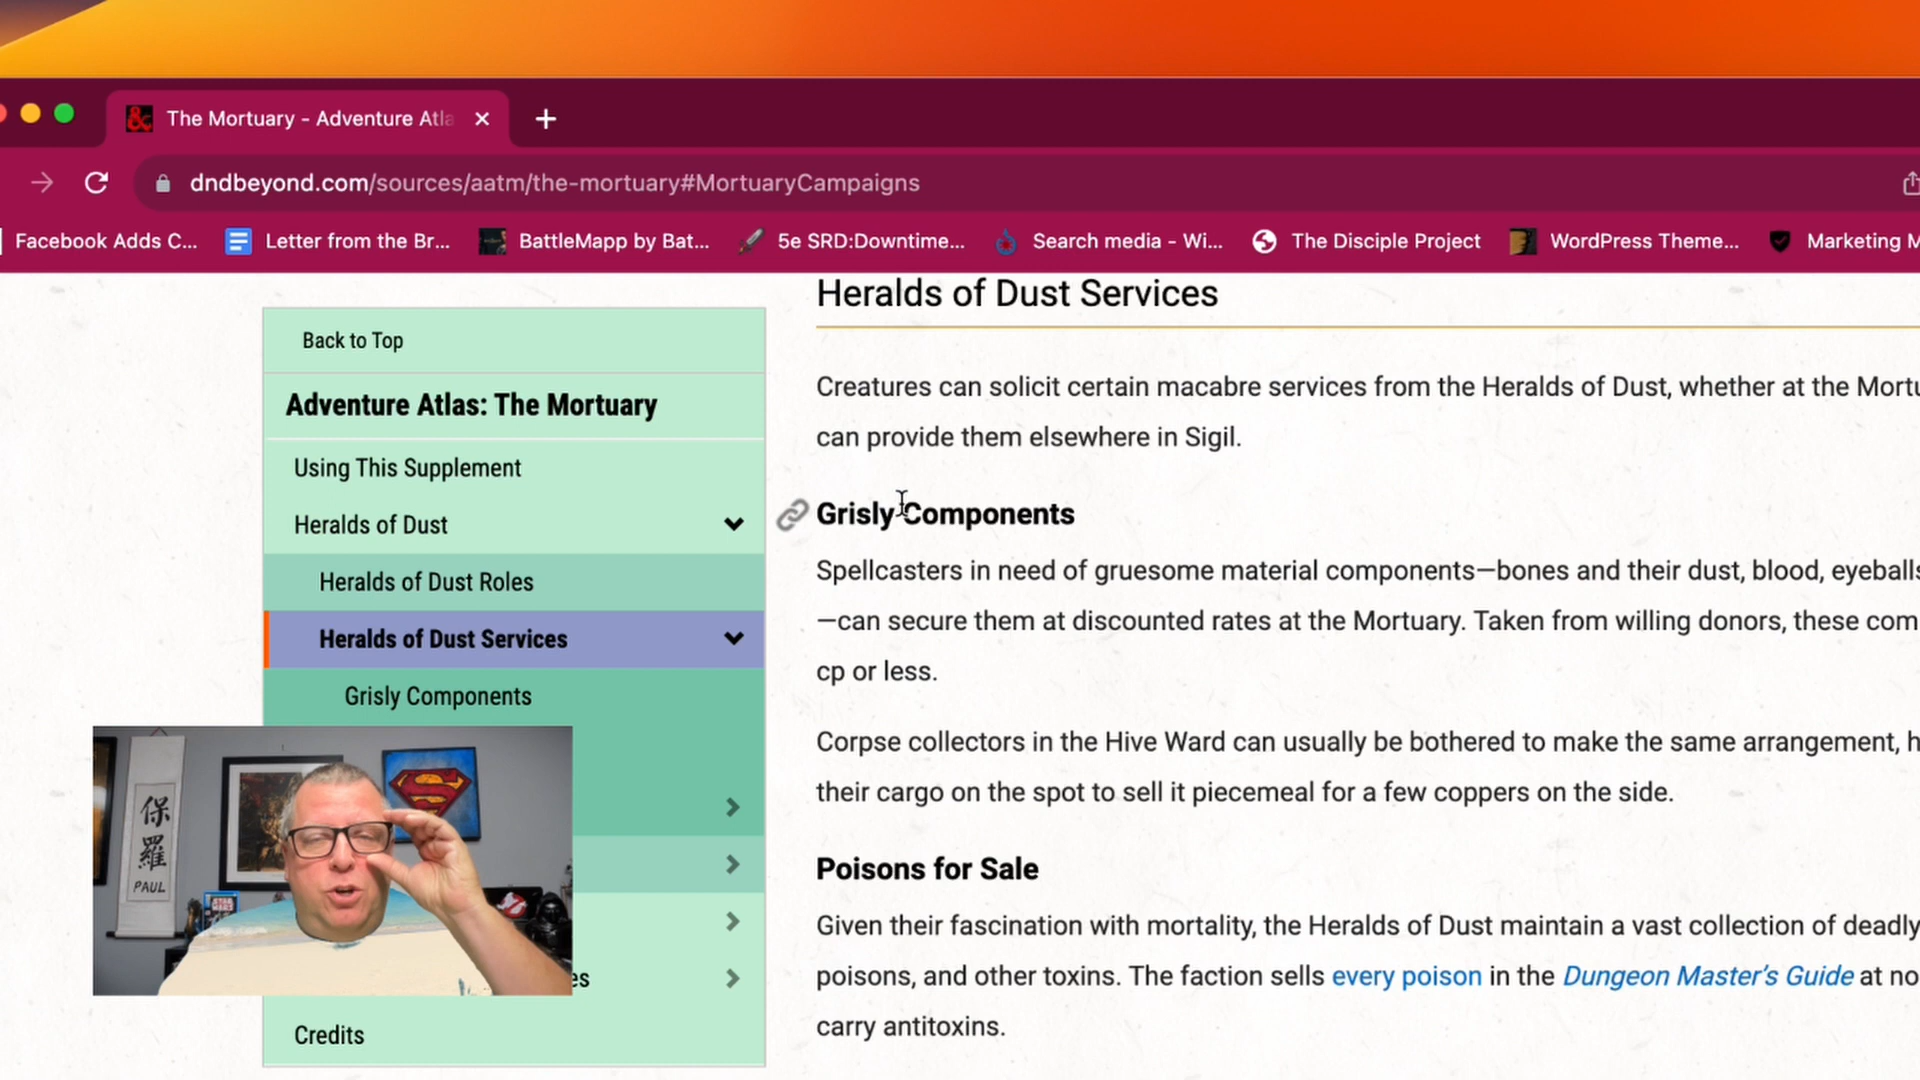 The Mortuary - Adventure Atla
dndbeyond.com/sources/aatm/the-mortuary#MortuaryCampaigns
Facebook Adds C... Letter from the Br... BattleMapp by Bat... 5e SRD:Downtime... Search media - Wi... The Disciple Project WordPress Theme... Marketing M
Back to Top
Adventure Atlas: The Mortuary
Using This Supplement
Heralds of Dust
Heralds of Dust Roles
Heralds of Dust Services
Grisly Components
es
Credits
Heralds of Dust Services
Creatures can solicit certain macabre services from the Heralds of Dust, whether at the Mortu
can provide them elsewhere in Sigil.
Grisly Components
Spellcasters in need of gruesome material components—bones and their dust, blood, eyeballs
—can secure them at discounted rates at the Mortuary. Taken from willing donors, these com
cp or less.
Corpse collectors in the Hive Ward can usually be bothered to make the same arrangement, h
their cargo on the spot to sell it piecemeal for a few coppers on the side.
Poisons for Sale
Given their fascination with mortality, the Heralds of Dust maintain a vast collection of deadly
poisons, and other toxins. The faction sells every poison in the Dungeon Master's Guide at no
carry antitoxins.
保
羅
PAUL
STAR
WARS